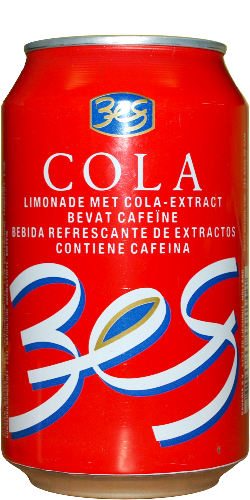 3es
COLA
LIMONADE MET COLA-EXTRACT
BEVAT CAFEÏNE
BEBIDA REFRESCANTE DE EXTRACTOS
CONTIENE CAFEINA
3es